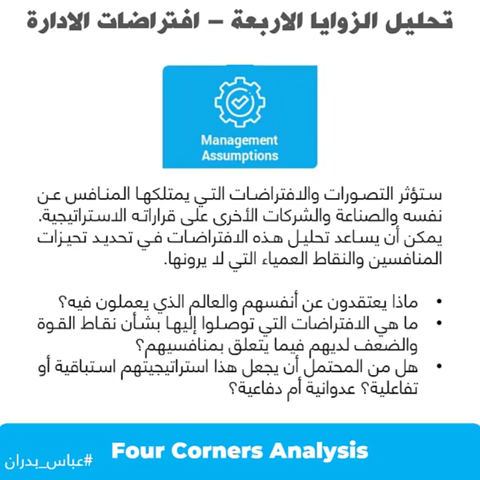 تحليل الزوايا الاربعة – افتراضات الادارة
Management
Assumptions
ستؤثر التصورات والافتراضات التي يمتلكها المنافس عن
نفسه والصناعة والشركات الأخرى على قراراته الاستراتيجية.
يمكن أن يساعد تحليل هذه الافتراضات في تحديد تحيزات
المنافسين والنقاط العمياء التي لا يرونها.
• ماذا يعتقدون عن أنفسهم والعالم الذي يعملون فيه؟
• ما هي الافتراضات التي توصلوا إليها بشأن نقاط القوة
والضعف لديهم فيما يتعلق بمنافسيهم؟
• هل من المحتمل أن يجعل هذا استراتيجيتهم استباقية أو
تفاعلية؟ عدوانية أم دفاعية؟
Four Corners Analysis
#عباس_بدران